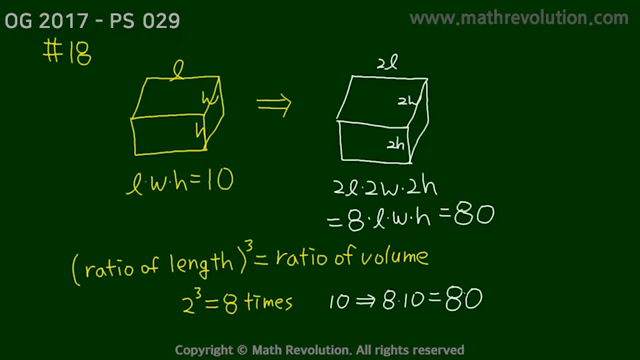 OG 2017 - PS 029
www.mathrevolution.com
#18
l
w
h
l·w·h=10
⇒
2l
2w
2h
2l·2w·2h
=8·l·w·h=80
(ratio of length)³=ratio of volume
2³=8 times 10⇒8·10=80
Copyright © Math Revolution. All rights reserved.